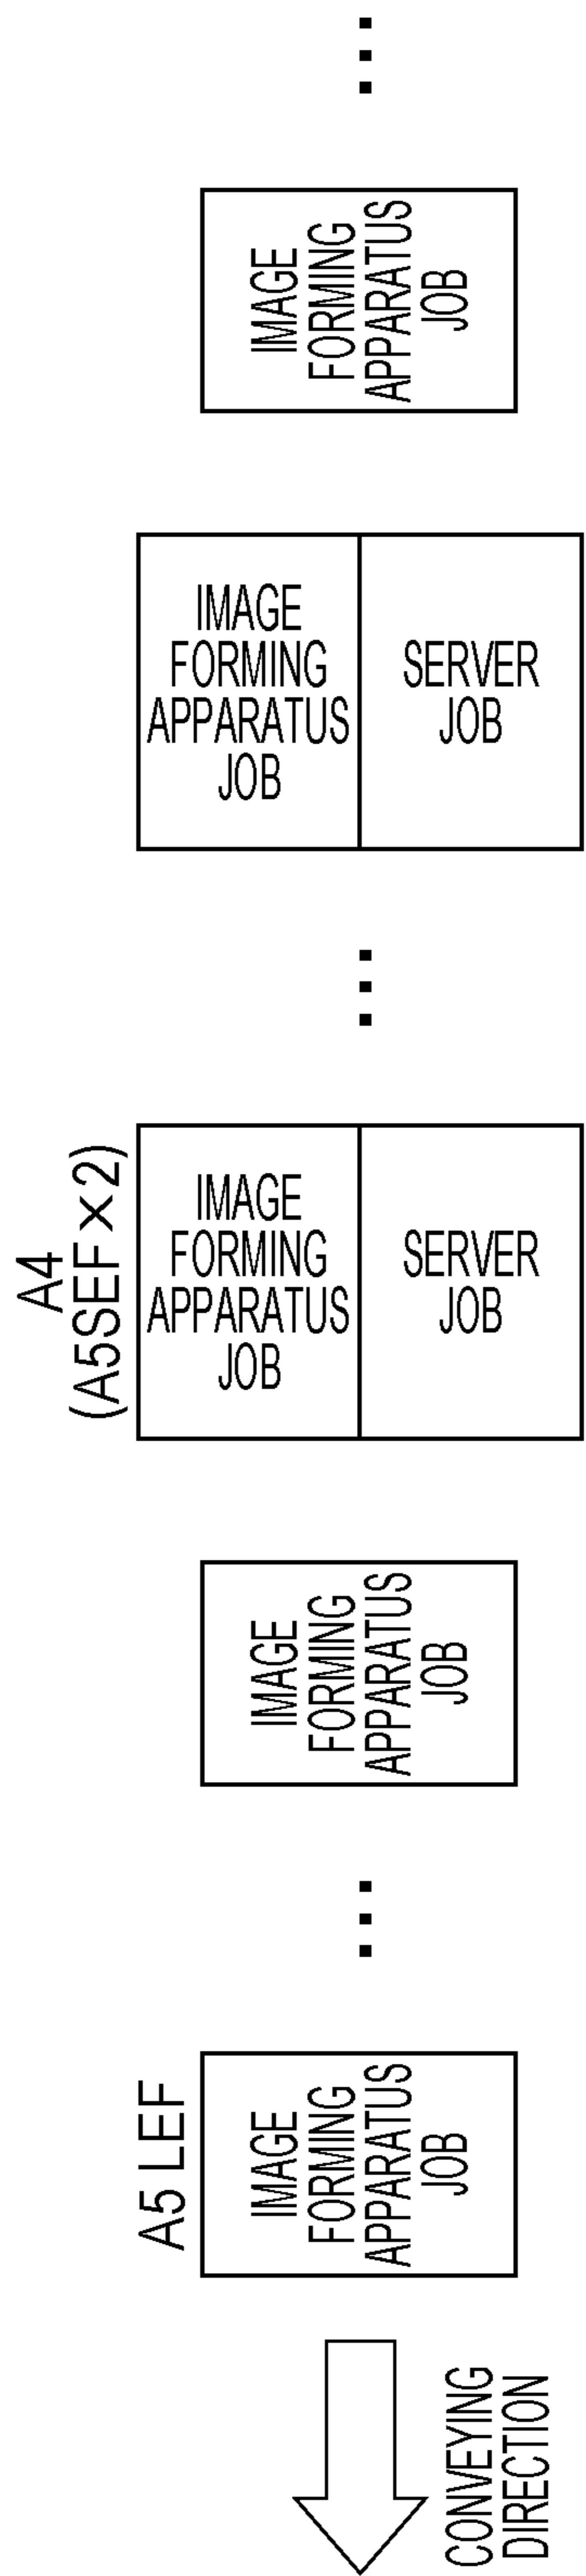 CONVEYING
DIRECTION
A5 LEF
IMAGE
FORMING
APPARATUS
JOB
IMAGE
FORMING
APPARATUS
JOB
A4
(A5SEF×2)
IMAGE
FORMING
APPARATUS
JOB
SERVER
JOB
IMAGE
FORMING
APPARATUS
JOB
SERVER
JOB
IMAGE
FORMING
APPARATUS
JOB